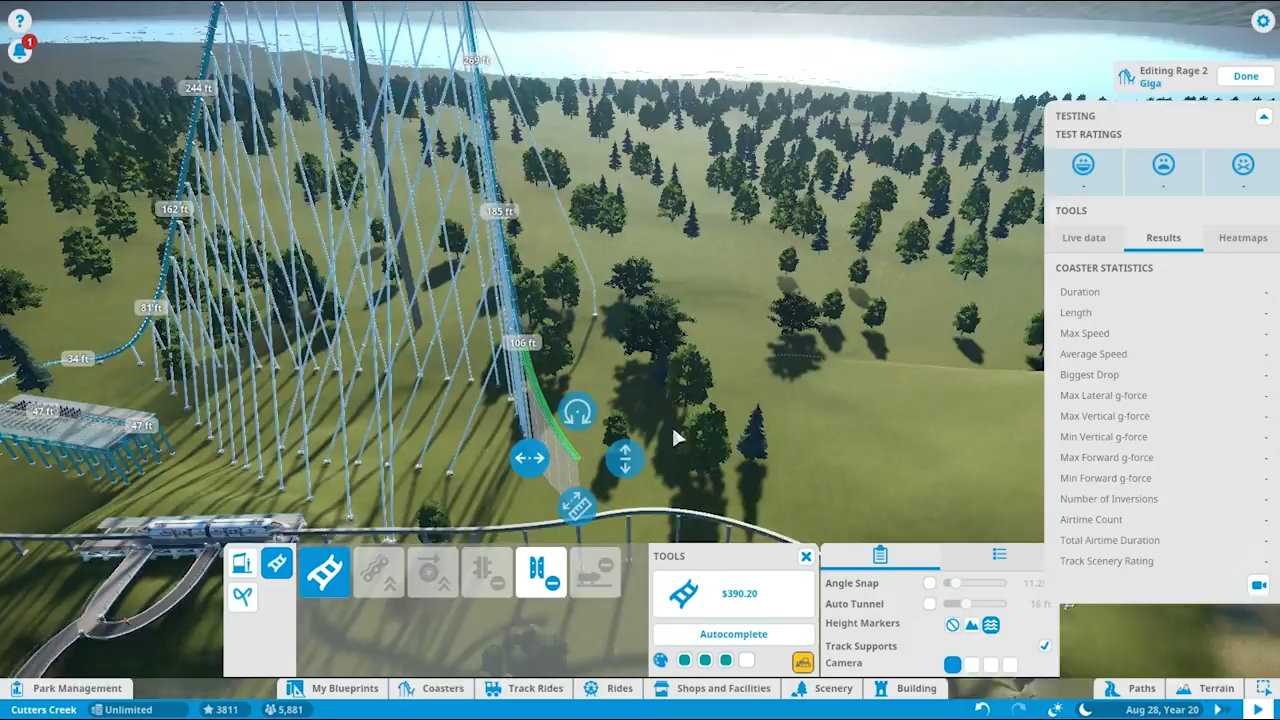 ?
1
269 ft
244 ft
185 ft
162 ft
106 ft
81 ft
34 ft
47 ft
47 ft
Editing Rage 2
Giga
Done
TESTING
TEST RATINGS
- - -
TOOLS
Live data Results Heatmaps
COASTER STATISTICS
Duration -
Length -
Max Speed -
Average Speed -
Biggest Drop -
Max Lateral g-force -
Max Vertical g-force -
Min Vertical g-force -
Max Forward g-force -
Min Forward g-force -
Number of Inversions -
Airtime Count -
Total Airtime Duration -
Track Scenery Rating -
TOOLS
$390.20
Autocomplete
Angle Snap
Auto Tunnel 16 ft
Height Markers
Track Supports
Camera
Park Management My Blueprints Coasters Track Rides Rides Shops and Facilities Scenery Building Paths Terrain
Cutters Creek Unlimited 3811 5,881 Aug 28, Year 20